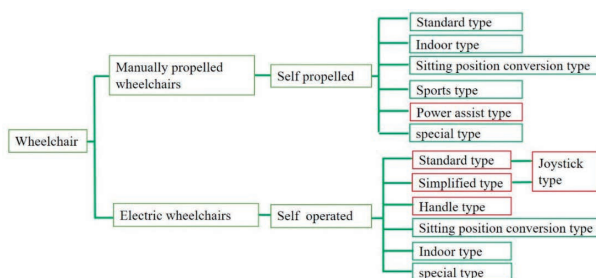 Wheelchair
Manually propelled
wheelchairs
Self propelled
Standard type
Indoor type
Sitting position conversion type
Sports type
Power assist type
special type
Electric wheelchairs
Self operated
Standard type
Simplified type
Joystick
type
Handle type
Sitting position conversion type
Indoor type
special type